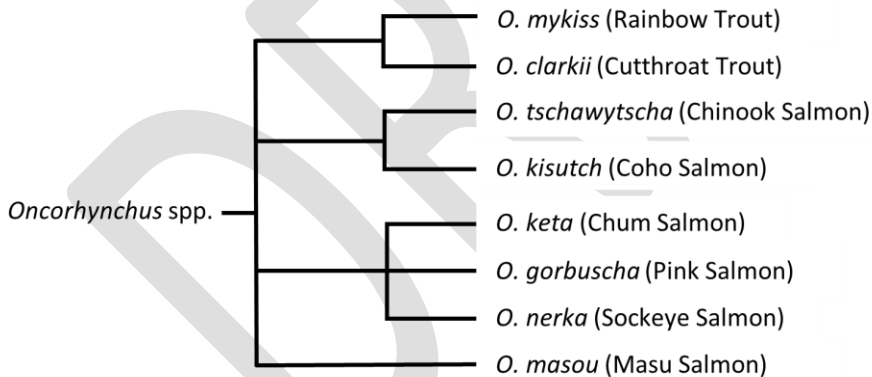 O. mykiss (Rainbow Trout)
O. clarkii (Cutthroat Trout)
O. tschawytscha (Chinook Salmon)
O. kisutch (Coho Salmon)
Oncorhynchus spp.
O. keta (Chum Salmon)
O. gorbuscha (Pink Salmon)
O. nerka (Sockeye Salmon)
O. masou (Masu Salmon)